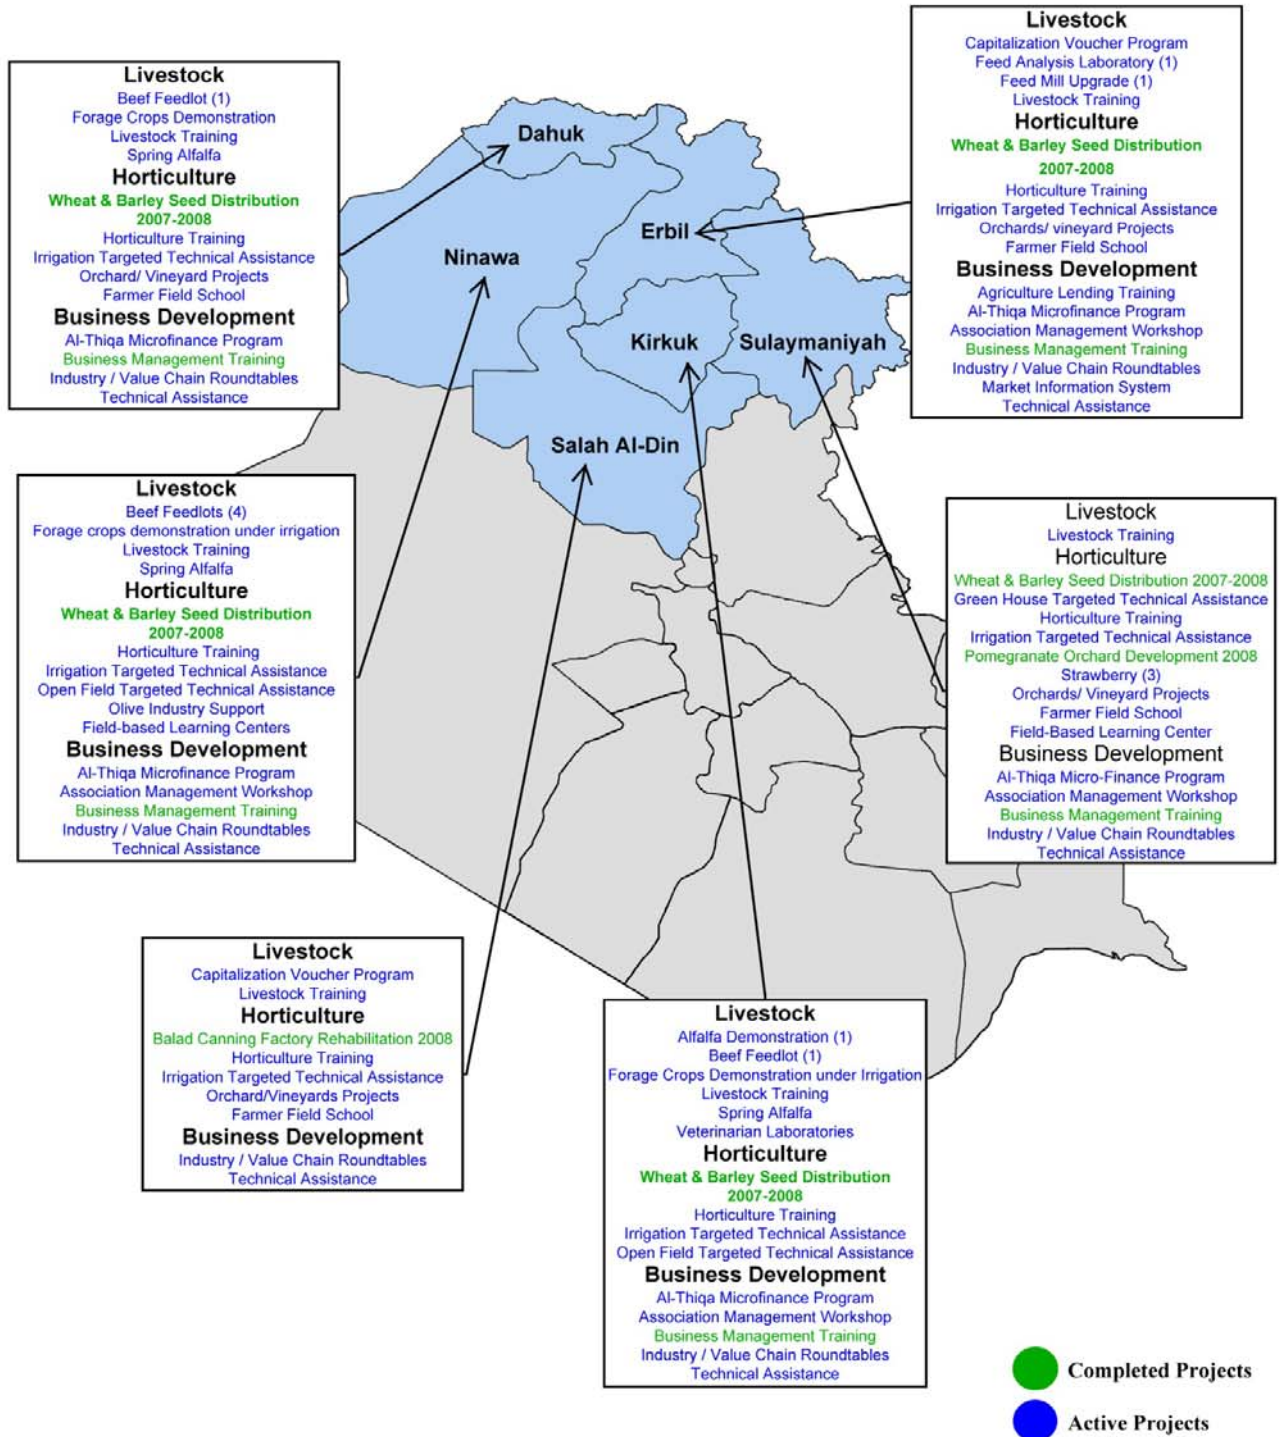 Livestock
Beef Feedlot (1)
Forage Crops Demonstration
Livestock Training
Spring Alfalfa
Horticulture
Wheat & Barley Seed Distribution
2007-2008
Horticulture Training
Irrigation Targeted Technical Assistance
Orchard/ Vineyard Projects
Farmer Field School
Business Development
Al-Thiqa Microfinance Program
Business Management Training
Industry / Value Chain Roundtables
Technical Assistance
Livestock
Capitalization Voucher Program
Feed Analysis Laboratory (1)
Feed Mill Upgrade (1)
Livestock Training
Horticulture
Wheat & Barley Seed Distribution
2007-2008
Horticulture Training
Irrigation Targeted Technical Assistance
Orchards/ vineyard Projects
Farmer Field School
Business Development
Agriculture Lending Training
Al-Thiqa Microfinance Program
Association Management Workshop
Business Management Training
Industry / Value Chain Roundtables
Market Information System
Technical Assistance
Dahuk
Erbil
Ninawa
Kirkuk
Sulaymaniyah
Salah Al-Din
Livestock
Beef Feedlots (4)
Forage crops demonstration under irrigation
Livestock Training
Spring Alfalfa
Horticulture
Wheat & Barley Seed Distribution
2007-2008
Horticulture Training
Irrigation Targeted Technical Assistance
Open Field Targeted Technical Assistance
Olive Industry Support
Field-based Learning Centers
Business Development
Al-Thiqa Microfinance Program
Association Management Workshop
Business Management Training
Industry / Value Chain Roundtables
Technical Assistance
Livestock
Livestock Training
Horticulture
Wheat & Barley Seed Distribution 2007-2008
Green House Targeted Technical Assistance
Horticulture Training
Irrigation Targeted Technical Assistance
Pomegranate Orchard Development 2008
Strawberry (3)
Orchards/ Vineyard Projects
Farmer Field School
Field-Based Learning Center
Business Development
Al-Thiqa Micro-Finance Program
Association Management Workshop
Business Management Training
Industry / Value Chain Roundtables
Technical Assistance
Livestock
Capitalization Voucher Program
Livestock Training
Horticulture
Balad Canning Factory Rehabilitation 2008
Horticulture Training
Irrigation Targeted Technical Assistance
Orchard/Vineyards Projects
Farmer Field School
Business Development
Industry / Value Chain Roundtables
Technical Assistance
Livestock
Alfalfa Demonstration (1)
Beef Feedlot (1)
Forage Crops Demonstration under Irrigation
Livestock Training
Spring Alfalfa
Veterinarian Laboratories
Horticulture
Wheat & Barley Seed Distribution
2007-2008
Horticulture Training
Irrigation Targeted Technical Assistance
Open Field Targeted Technical Assistance
Business Development
Al-Thiqa Microfinance Program
Association Management Workshop
Business Management Training
Industry / Value Chain Roundtables
Technical Assistance
Completed Projects
Active Projects